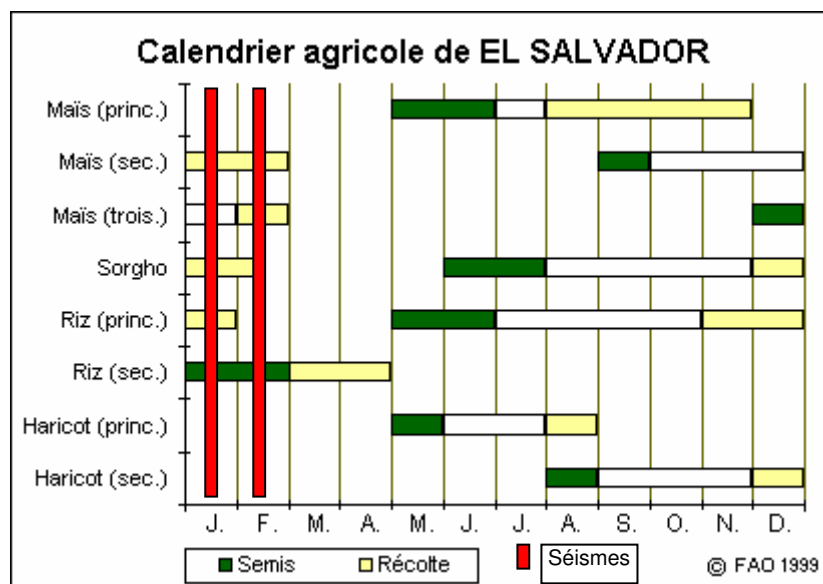 Calendrier agricole de EL SALVADOR
Maïs (princ.)
Maïs (sec.)
Maïs (trois.)
Sorgho
Riz (princ.)
Riz (sec.)
Haricot (princ.)
Haricot (sec.)
J. F. M. A. M. J. J. A. S. O. N. D.
Semis Récolte Séismes © FAO 1999